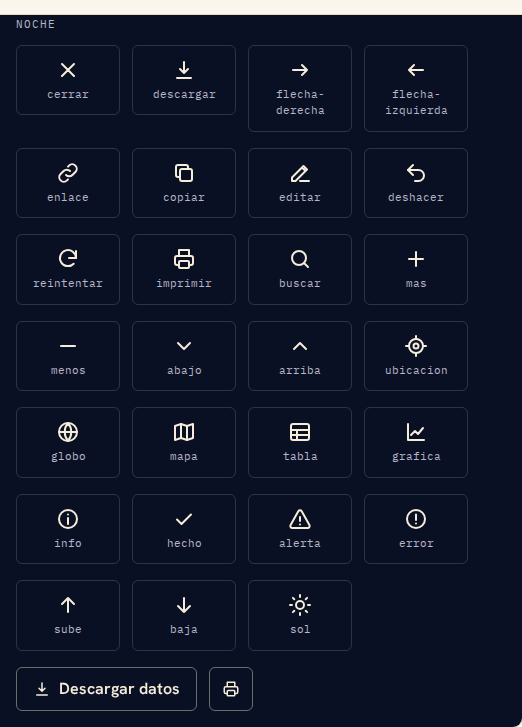 NOCHE
cerrar
descargar
flecha-
derecha
flecha-
izquierda
enlace
copiar
editar
deshacer
reintentar
imprimir
buscar
mas
menos
abajo
arriba
ubicacion
globo
mapa
tabla
grafica
info
hecho
alerta
error
sube
baja
sol
Descargar datos